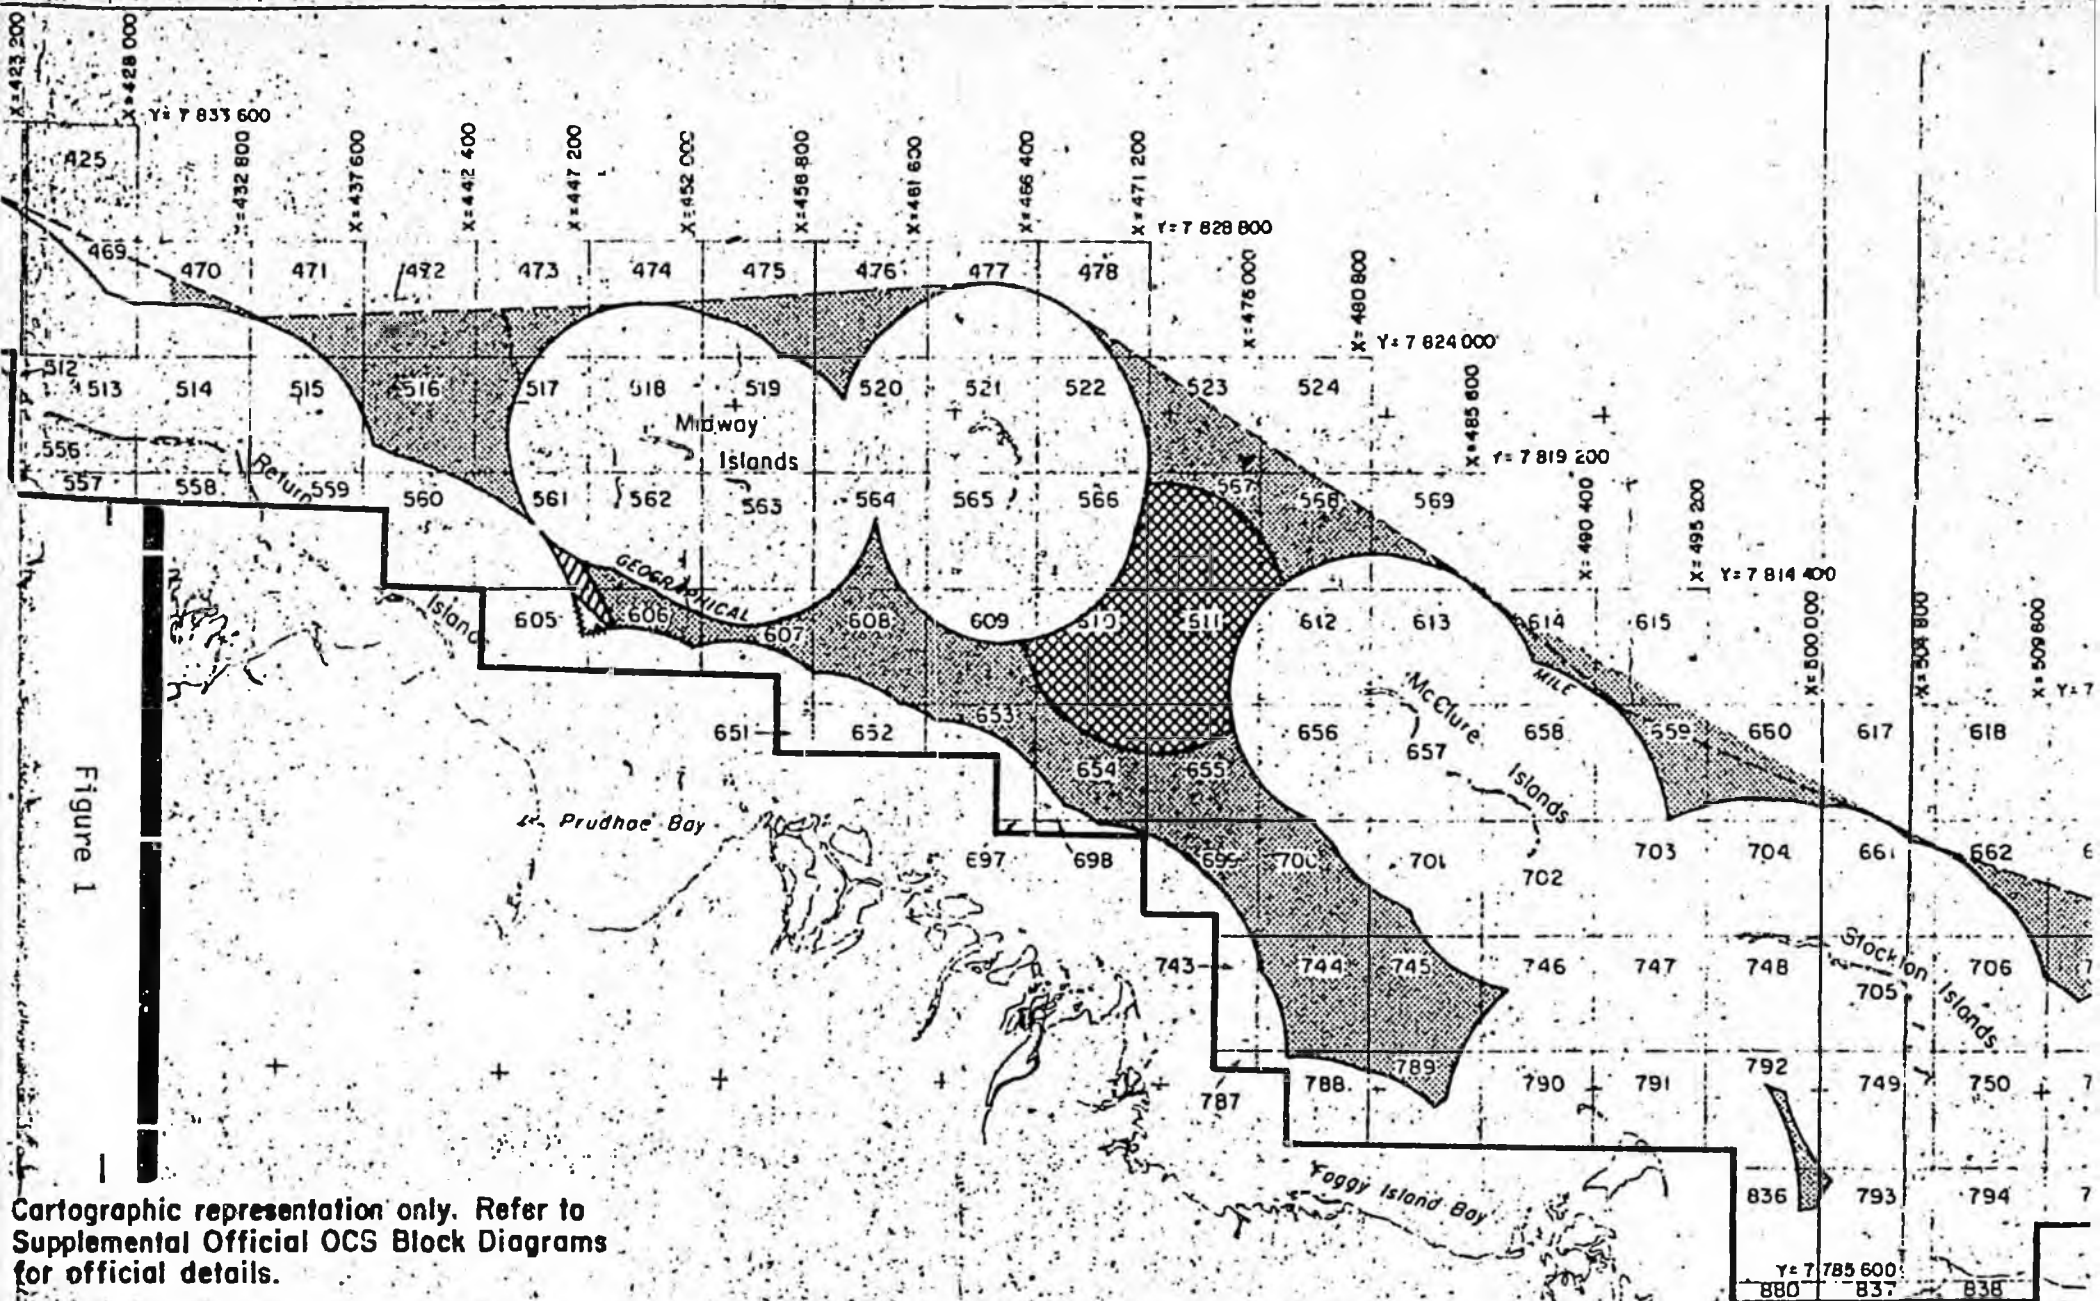 X=423 200
X=428 000
Y= 7 833 600
X=432 800
X=437 600
X=442 400
X=447 200
X=452 000
X=456 800
X=461 600
X=466 400
X=471 200
Y= 7 828 800
425
469
470
471
472
473
474
475
476
477
478
X=476 000
X=480 800
Y= 7 824 000
512
513
514
515
516
517
518
519
520
521
522
523
524
X=485 600
Y= 7 819 200
Midway
Islands
556
557
558
Return
559
560
561
562
563
564
565
566
567
568
569
X=490 400
X=495 200
Y= 7 814 400
GEOGRAPHICAL
Island
605
606
607
608
609
610
611
612
613
614
615
X=500 000
X=504 800
X=509 600
Y= 7
MILE
McClure
Islands
651
652
653
654
655
656
657
658
659
660
617
618
Figure 1
Prudhoe Bay
697
698
699
700
701
702
703
704
661
662
6
743
744
745
746
747
748
Stockton Islands
705
706
7
787
788
789
790
791
792
749
750
7
Foggy Island Bay
836
793
794
7
Y= 7 785 600
880
837
838
Cartographic representation only. Refer to
Supplemental Official OCS Block Diagrams
for official details.